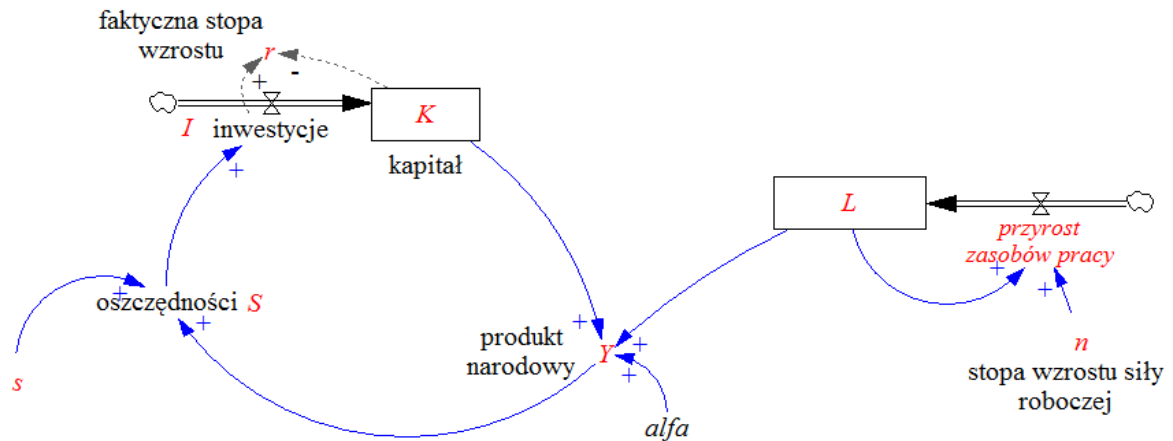 faktyczna stopa
wzrostu
r
+
-
I
inwestycje
K
kapitał
+
L
przyrost
zasobów pracy
+
+
n
stopa wzrostu siły
roboczej
+
oszczędności S
+
s
produkt
narodowy
Y
+
+
+
alfa